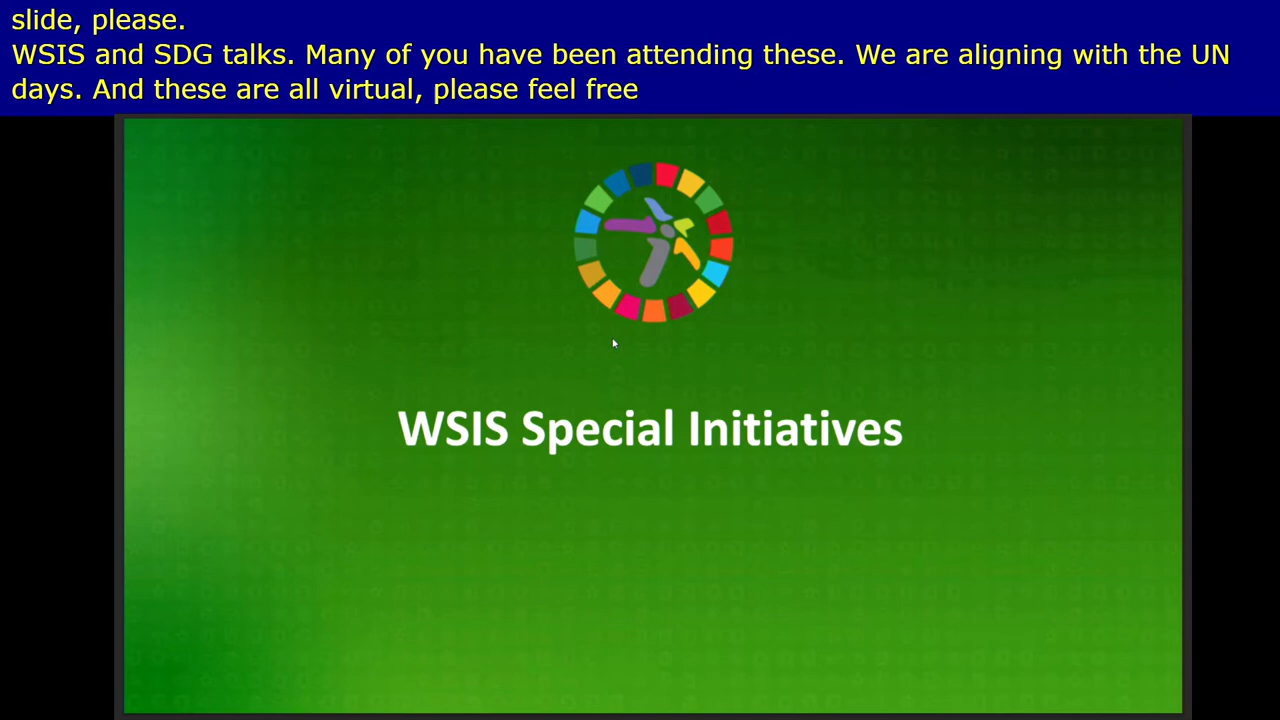 slide, please.
WSIS and SDG talks. Many of you have been attending these. We are aligning with the UN
days. And these are all virtual, please feel free
WSIS Special Initiatives